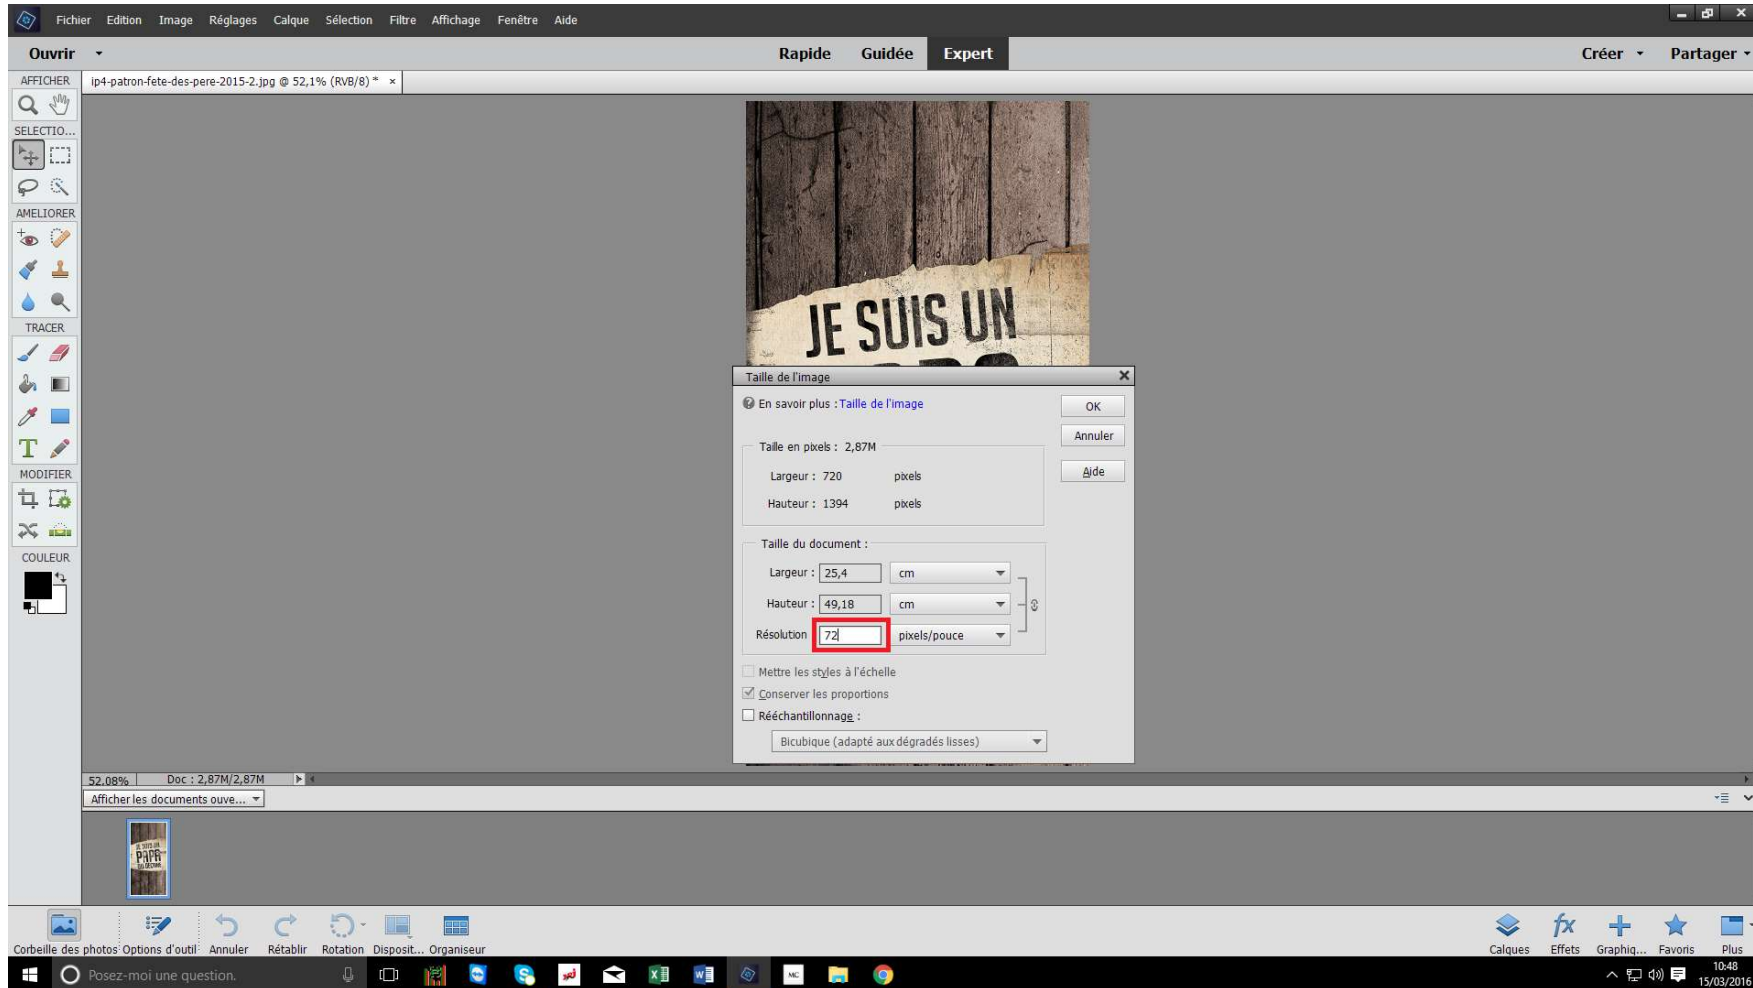 Fichier Edition Image Réglages Calque Sélection Filtre Affichage Fenêtre Aide
Ouvrir Rapide Guidée Expert Créer Partager
AFFICHER
ip4-patron-fete-des-pere-2015-2.jpg @ 52,1% (RVB/8) * ×
SELECTIO...
AMELIORER
TRACER
MODIFIER
COULEUR
JE SUIS UN
Taille de l'image
En savoir plus : Taille de l'image
OK
Annuler
Aide
Taille en pixels : 2,87M
Largeur : 720 pixels
Hauteur : 1394 pixels
Taille du document :
Largeur : 25,4 cm
Hauteur : 49,18 cm
Résolution 72 pixels/pouce
Mettre les styles à l'échelle
Conserver les proportions
Rééchantillonnage :
Bicubique (adapté aux dégradés lisses)
52.08% Doc : 2,87M/2,87M
Afficher les documents ouve...
JE SUIS UN
PAPA
Corbeille des photos Options d'outil Annuler Rétablir Rotation Disposit... Organiseur Calques Effets Graphiq... Favoris Plus
Posez-moi une question.
MC
10:48
15/03/2016